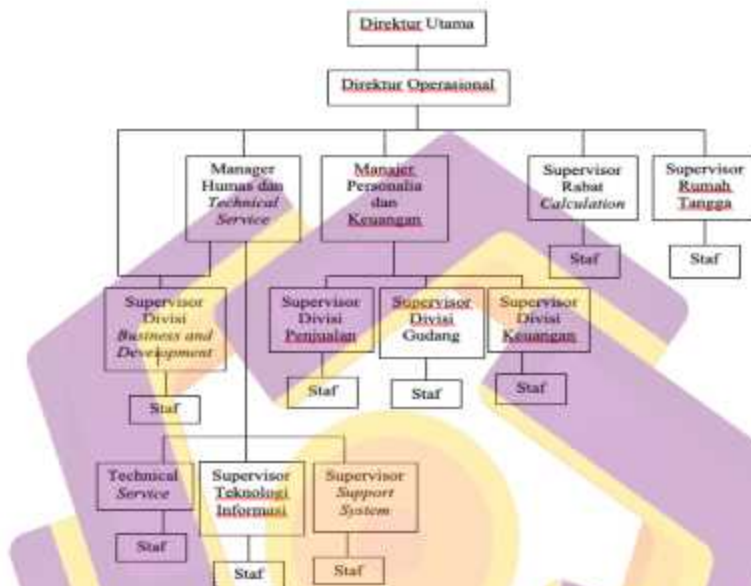 Direktur Utama
Direktur Operasional
Manager
Humas dan
Technical
Service
Manajer
Personalia
dan
Keuangan
Supervisor
Rabat
Calculation
Supervisor
Rumah
Tangga
Staf
Staf
Supervisor
Divisi
Business and
Development
Supervisor
Divisi
Penjualan
Supervisor
Divisi
Gudang
Supervisor
Divisi
Keuangan
Staf
Staf
Staf
Staf
Technical
Service
Supervisor
Teknologi
Informasi
Supervisor
Support
System
Staf
Staf
Staf